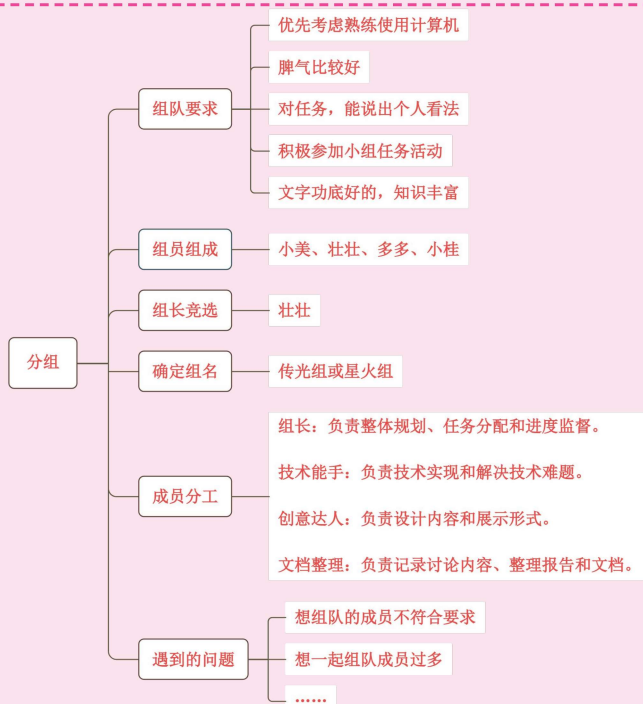 分组
组队要求
优先考虑熟练使用计算机
脾气比较好
对任务，能说出个人看法
积极参加小组任务活动
文字功底好的，知识丰富
组员组成
小美、壮壮、多多、小桂
组长竞选
壮壮
确定组名
传光组或星火组
成员分工
组长：负责整体规划、任务分配和进度监督。
技术能手：负责技术实现和解决技术难题。
创意达人：负责设计内容和展示形式。
文档整理：负责记录讨论内容、整理报告和文档。
遇到的问题
想组队的成员不符合要求
想一起组队成员过多
……